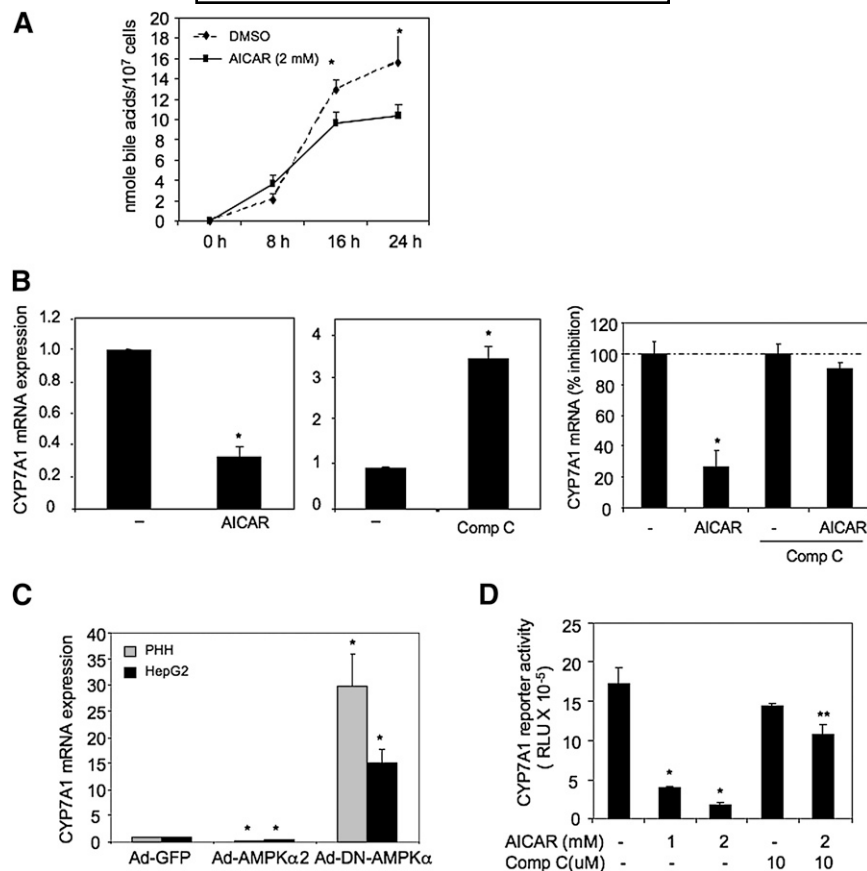 A
20
18
16
14
12
10
8
6
4
2
0
nmole bile acids/10⁷ cells
DMSO
AICAR (2 mM)
*
*
0 h 8 h 16 h 24 h
B
CYP7A1 mRNA expression
1.2
1.0
0.8
0.6
0.4
0.2
0
*
– AICAR
4
3
2
1
0
*
– Comp C
CYP7A1 mRNA (% inhibition)
120
100
80
60
40
20
0
*
- AICAR - AICAR
Comp C
C
CYP7A1 mRNA expression
40
35
30
25
20
15
10
5
0
PHH
HepG2
* *
*
*
Ad-GFP Ad-AMPKα2 Ad-DN-AMPKα
D
CYP7A1 reporter activity
( RLU X 10⁻⁵)
25
20
15
10
5
0
*
*
**
AICAR (mM) - 1 2 - 2
Comp C(uM) - - - 10 10